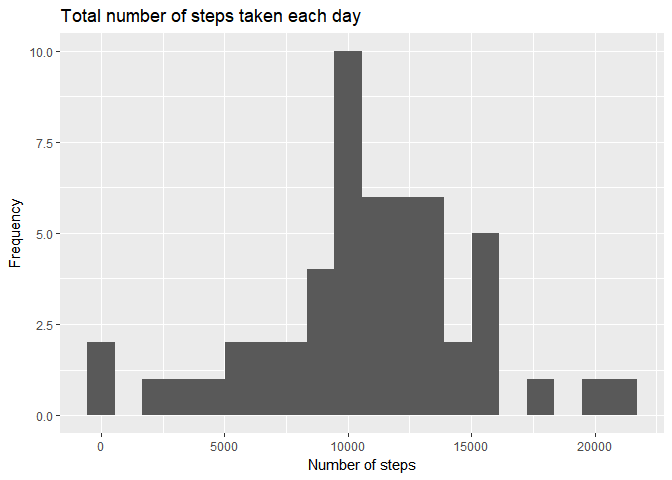 Total number of steps taken each day
10.0
7.5
5.0
2.5
0.0
Frequency
0 5000 10000 15000 20000
Number of steps